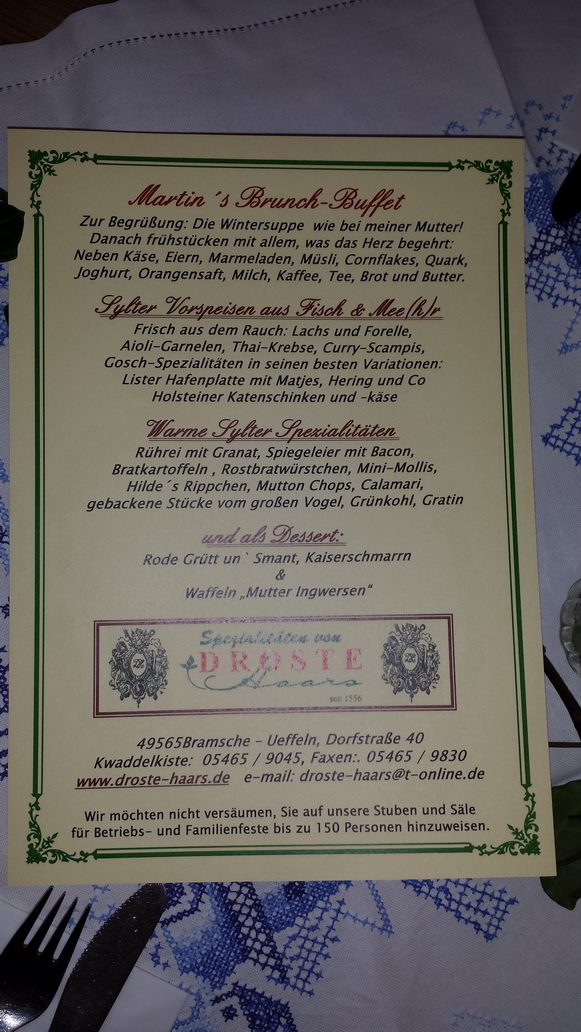 Martin´s Brunch-Buffet
Zur Begrüßung: Die Wintersuppe wie bei meiner Mutter!
Danach frühstücken mit allem, was das Herz begehrt:
Neben Käse, Eiern, Marmeladen, Müsli, Cornflakes, Quark,
Joghurt, Orangensaft, Milch, Kaffee, Tee, Brot und Butter.
Sylter Vorspeisen aus Fisch & Mee(h)r
Frisch aus dem Rauch: Lachs und Forelle,
Aioli-Garnelen, Thai-Krebse, Curry-Scampis,
Gosch-Spezialitäten in seinen besten Variationen:
Lister Hafenplatte mit Matjes, Hering und Co
Holsteiner Katenschinken und -käse
Warme Sylter Spezialitäten
Rührei mit Granat, Spiegeleier mit Bacon,
Bratkartoffeln , Rostbratwürstchen, Mini-Mollis,
Hilde´s Rippchen, Mutton Chops, Calamari,
gebackene Stücke vom großen Vogel, Grünkohl, Gratin
und als Dessert:
Rode Grütt un` Smant, Kaiserschmarrn
&
Waffeln „Mutter Ingwersen“
Spezialitäten von
DROSTE
Haars
seit 1556
49565Bramsche – Ueffeln, Dorfstraße 40
Kwaddelkiste: 05465 / 9045, Faxen:. 05465 / 9830
www.droste-haars.de e-mail: droste-haars@t-online.de
Wir möchten nicht versäumen, Sie auf unsere Stuben und Säle
für Betriebs- und Familienfeste bis zu 150 Personen hinzuweisen.